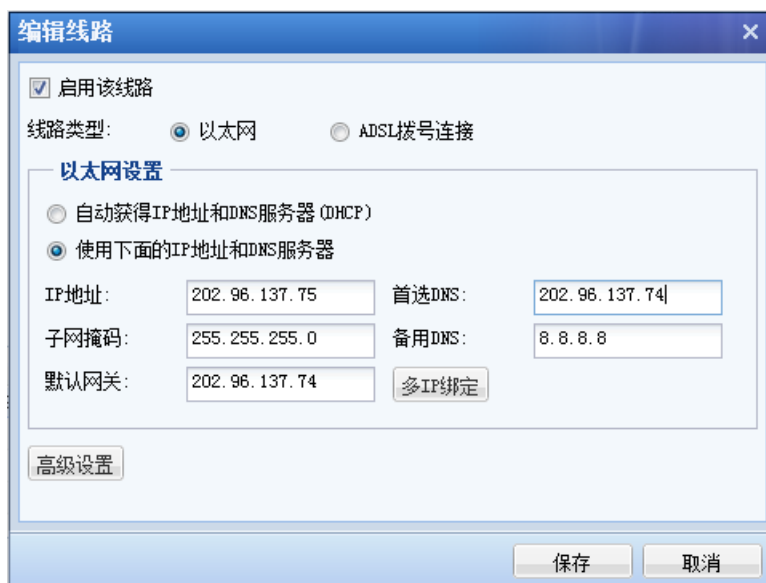 编辑线路
启用该线路
线路类型: 以太网 ADSL拨号连接
以太网设置
自动获得IP地址和DNS服务器(DHCP)
使用下面的IP地址和DNS服务器
IP地址: 202.96.137.75 首选DNS: 202.96.137.74
子网掩码: 255.255.255.0 备用DNS: 8.8.8.8
默认网关: 202.96.137.74 多IP绑定
高级设置
保存 取消